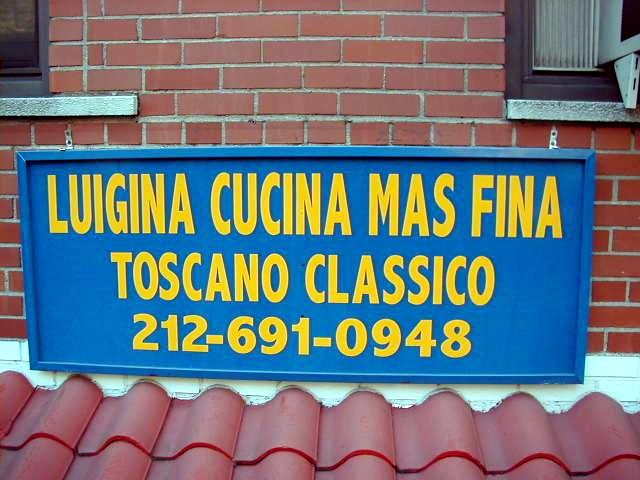 LUIGINA CUCINA MAS FINA
TOSCANO CLASSICO
212-691-0948